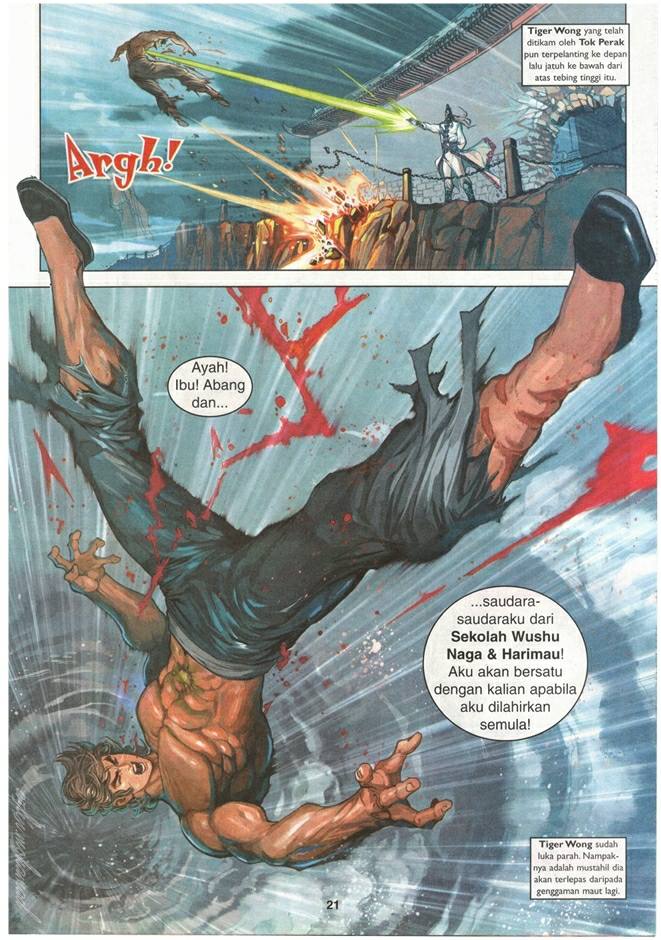 Tiger Wong yang telah
ditikam oleh Tok Perak
pun terpelanting ke depan
lalu jatuh ke bawah dari
atas tebing tinggi itu.
Argh!
Ayah!
Ibu! Abang
dan...
...saudara-
saudaraku dari
Sekolah Wushu
Naga & Harimau!
Aku akan bersatu
dengan kalian apabila
aku dilahirkan
semula!
Tiger Wong sudah
luka parah. Nampak-
nya adalah mustahil dia
akan terlepas daripada
genggaman maut lagi.
21